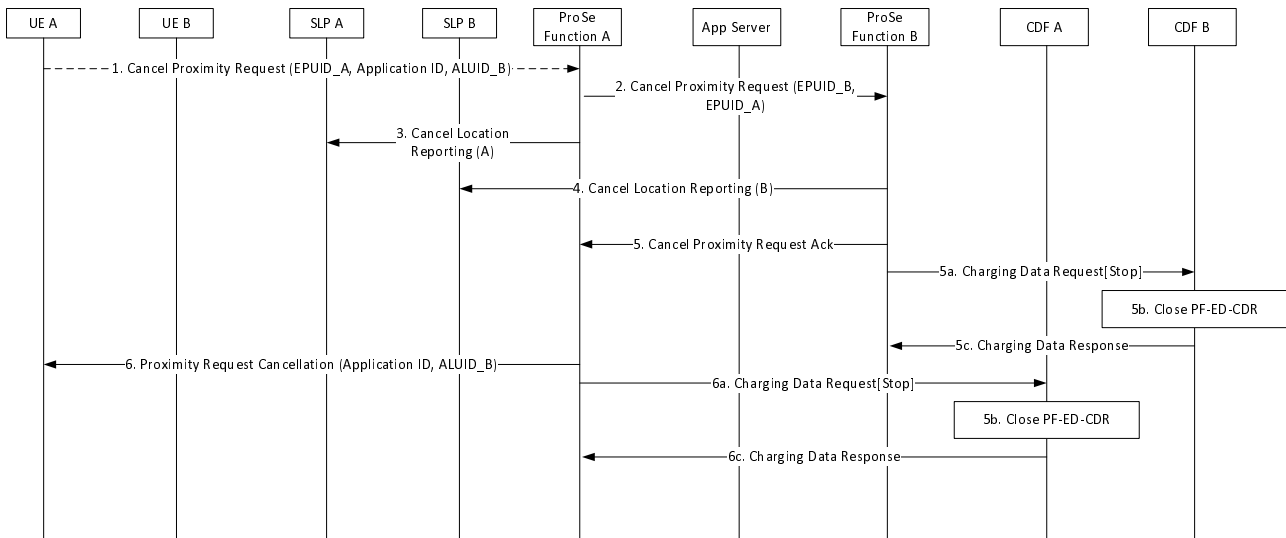 UE A
UE B
SLP A
SLP B
ProSe
Function A
App Server
ProSe
Function B
CDF A
CDF B
1. Cancel Proximity Request (EPUID_A, Application ID, ALUID_B)
2. Cancel Proximity Request (EPUID_B,
EPUID_A)
3. Cancel Location
Reporting (A)
4. Cancel Location Reporting (B)
5. Cancel Proximity Request Ack
5a. Charging Data Request[Stop]
5b. Close PF-ED-CDR
5c. Charging Data Response
6. Proximity Request Cancellation (Application ID, ALUID_B)
6a. Charging Data Request[Stop]
5b. Close PF-ED-CDR
6c. Charging Data Response